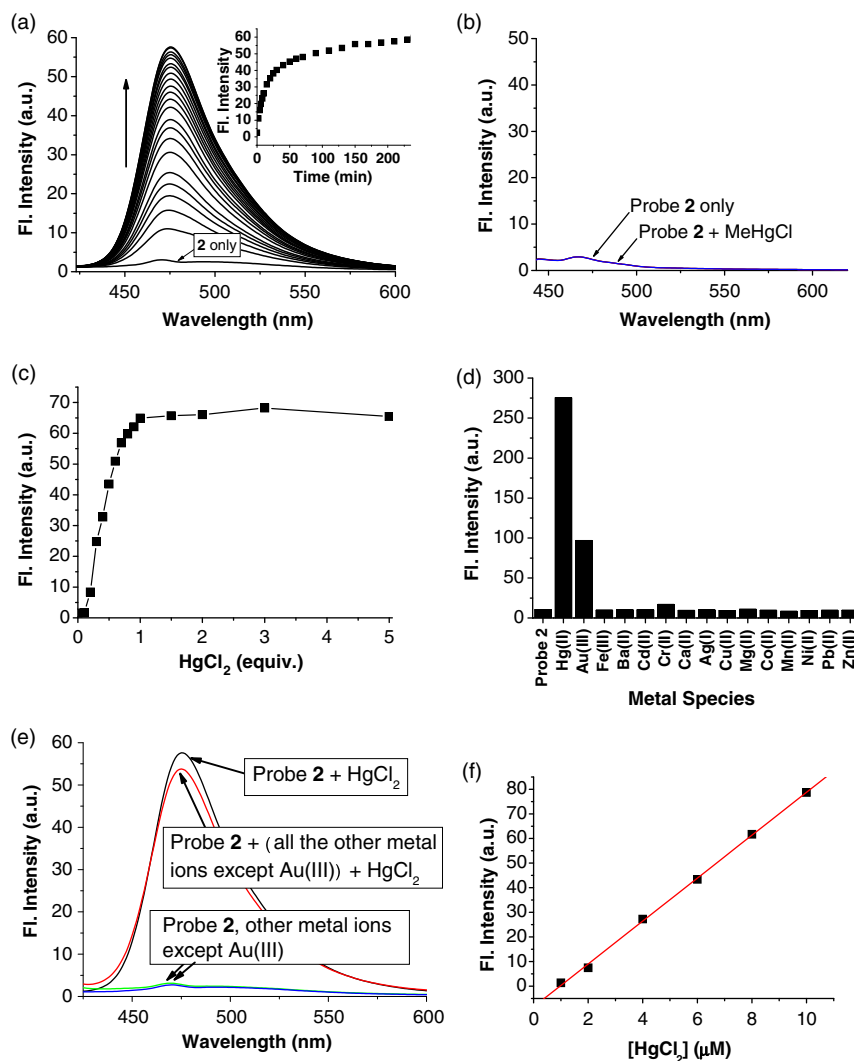 (a)
60
50
40
30
20
10
0
Fl. Intensity (a.u.)
450 500 550 600
Wavelength (nm)
2 only
60
50
40
30
20
10
0
Fl. Intensity
0 50 100 150 200
Time (min)
(b)
50
40
30
20
10
0
Fl. Intensity (a.u.)
Probe 2 only
Probe 2 + MeHgCl
450 500 550 600
Wavelength (nm)
(c)
70
60
50
40
30
20
10
0
Fl. Intensity (a.u.)
0 1 2 3 4 5
HgCl2 (equiv.)
(d)
300
250
200
150
100
50
0
Fl. Intensity (a.u.)
Probe 2
Hg(II)
Au(III)
Fe(III)
Ba(II)
Cd(II)
Cr(II)
Ca(II)
Ag(I)
Cu(II)
Mg(II)
Co(II)
Mn(II)
Ni(II)
Pb(II)
Zn(II)
Metal Species
(e)
60
50
40
30
20
10
0
Fl. Intensity (a.u.)
Probe 2 + HgCl2
Probe 2 + (all the other metal
ions except Au(III)) + HgCl2
Probe 2, other metal ions
except Au(III)
450 500 550 600
Wavelength (nm)
(f)
80
70
60
50
40
30
20
10
0
Fl. Intensity (a.u.)
0 2 4 6 8 10
[HgCl2] (μM)